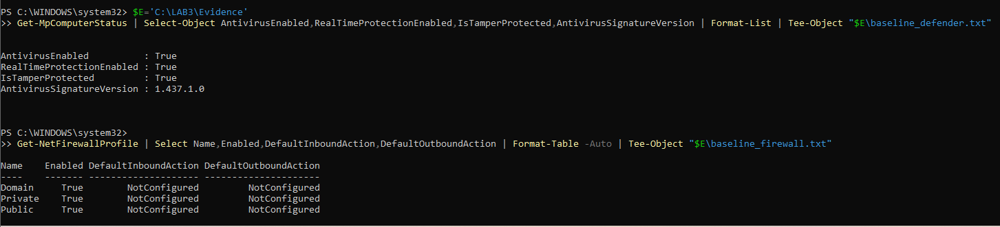 PS C:\WINDOWS\system32> $E='C:\LAB3\Evidence'
>> Get-MpComputerStatus | Select-Object AntivirusEnabled,RealTimeProtectionEnabled,IsTamperProtected,AntivirusSignatureVersion | Format-List | Tee-Object "$E\baseline_defender.txt"
AntivirusEnabled          : True
RealTimeProtectionEnabled : True
IsTamperProtected         : True
AntivirusSignatureVersion : 1.437.1.0
PS C:\WINDOWS\system32>
>> Get-NetFirewallProfile | Select Name,Enabled,DefaultInboundAction,DefaultOutboundAction | Format-Table -Auto | Tee-Object "$E\baseline_firewall.txt"
Name    Enabled DefaultInboundAction DefaultOutboundAction
----    ------- -------------------- ---------------------
Domain     True        NotConfigured         NotConfigured
Private    True        NotConfigured         NotConfigured
Public     True        NotConfigured         NotConfigured